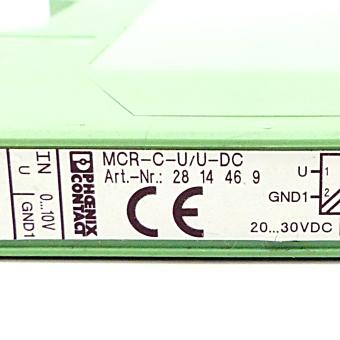 IN 0...10V
U GND1
PHŒNIX
CONTACT
MCR-C-U/U-DC
Art.-Nr.: 28 14 46 9
CE
U 1
GND1 2
20...30VDC